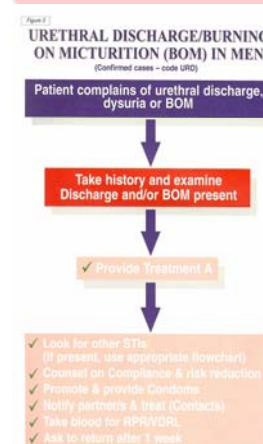 Figure 5
URETHRAL DISCHARGE/BURNING
ON MICTURITION (BOM) IN MEN
(Confirmed cases – code URD)
Patient complains of urethral discharge,
dysuria or BOM
Take history and examine
Discharge and/or BOM present
✓ Provide Treatment A
✓ Look for other STIs
(If present, use appropriate flowchart)
✓ Counsel on Compliance & risk reduction
✓ Promote & provide Condoms
✓ Notify partner/s & treat (Contacts)
✓ Take blood for RPR/VDRL
✓ Ask to return after 1 week